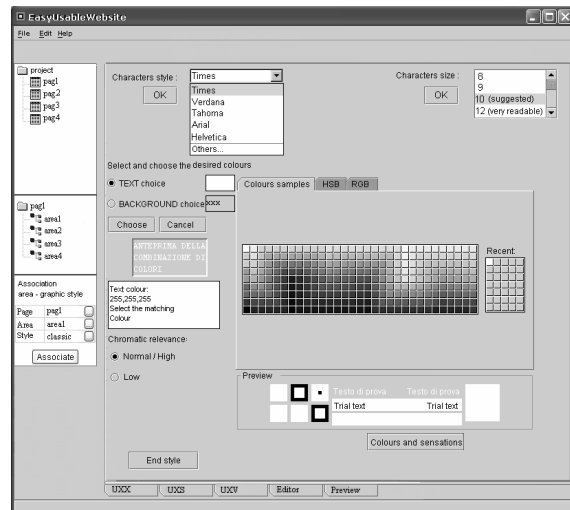 EasyUsableWebsite
File Edit Help
project
pag1
pag2
pag3
pag4
pag1
area1
area2
area3
area4
Association
area - graphic style
Page pag1
Area area1
Style classic
Associate
Characters style : Times
OK
Times
Verdana
Tahoma
Arial
Helvetica
Others...
Characters size :
OK
8
9
10 (suggested)
12 (very readable)
Select and choose the desired colours
TEXT choice
BACKGROUND choice xxx
Choose Cancel
ANTEPRIMA DELLA
COMBINAZIONE DI
COLORI
Text colour:
255,255,255
Select the matching
Colour
Chromatic relevance:
Normal / High
Low
End style
Colours samples HSB RGB
Recent:
Preview
Testo di prova Testo di prova
Trial text Trial text
Colours and sensations
UXX UXS UXV Editor Preview